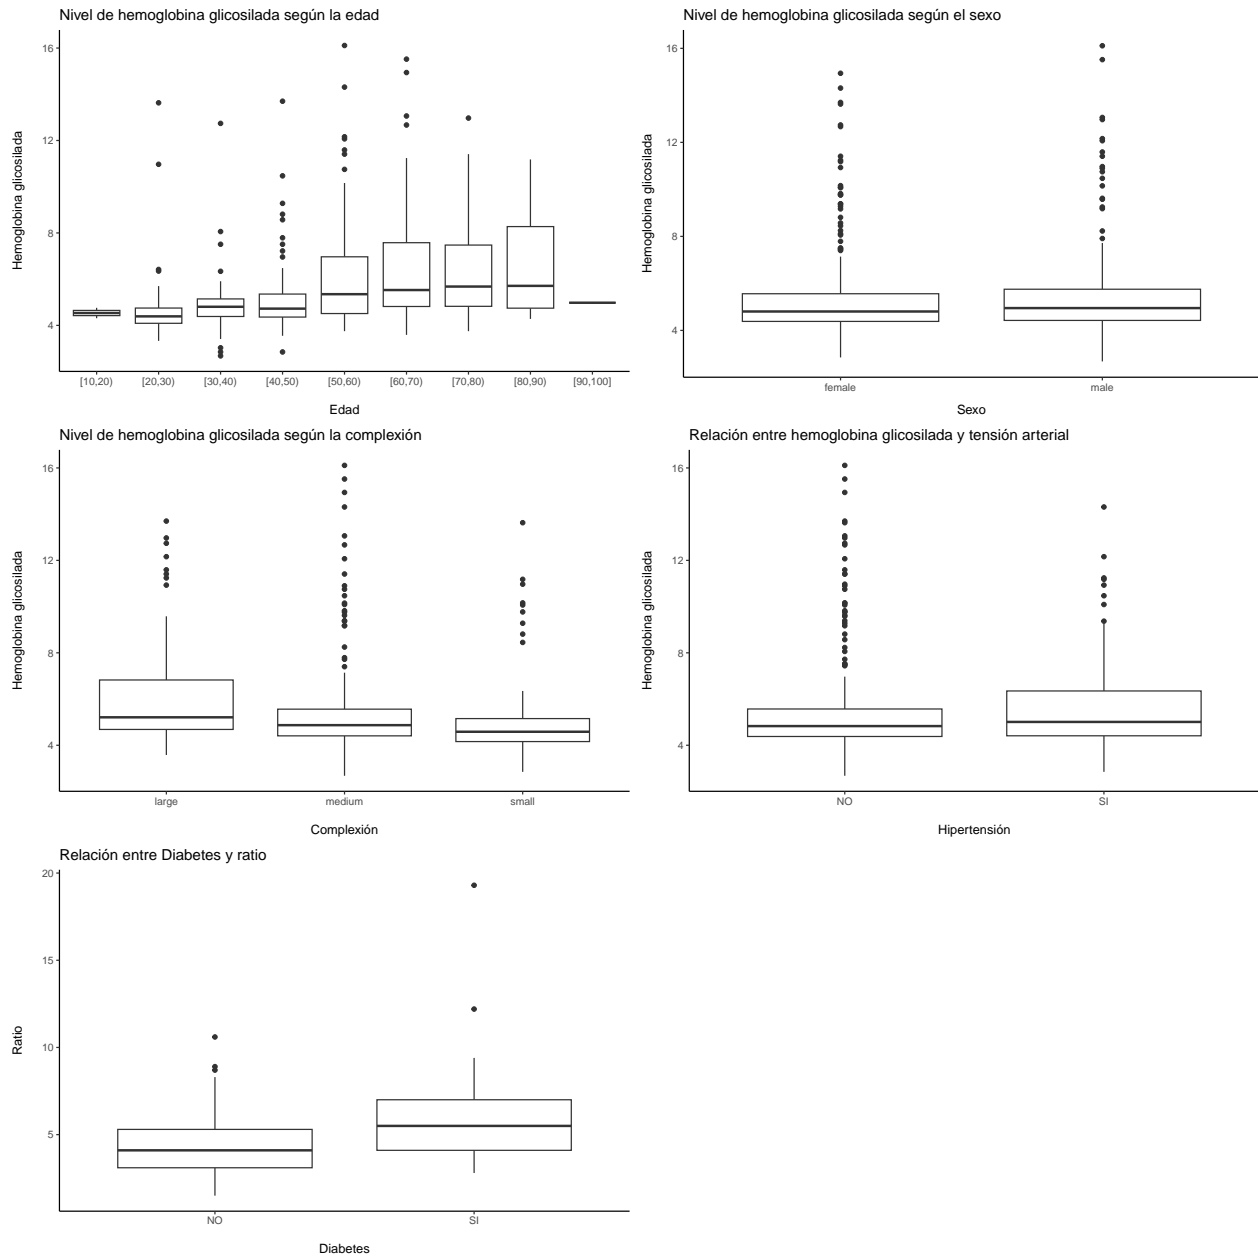 Nivel de hemoglobina glicosilada según la edad
Hemoglobina glicosilada
16
12
8
4
[10,20) [20,30) [30,40) [40,50) [50,60) [60,70) [70,80) [80,90) [90,100]
Edad
Nivel de hemoglobina glicosilada según el sexo
Hemoglobina glicosilada
16
12
8
4
female male
Sexo
Nivel de hemoglobina glicosilada según la complexión
Hemoglobina glicosilada
16
12
8
4
large medium small
Complexión
Relación entre hemoglobina glicosilada y tensión arterial
Hemoglobina glicosilada
16
12
8
4
NO SI
Hipertensión
Relación entre Diabetes y ratio
Ratio
20
15
10
5
NO SI
Diabetes